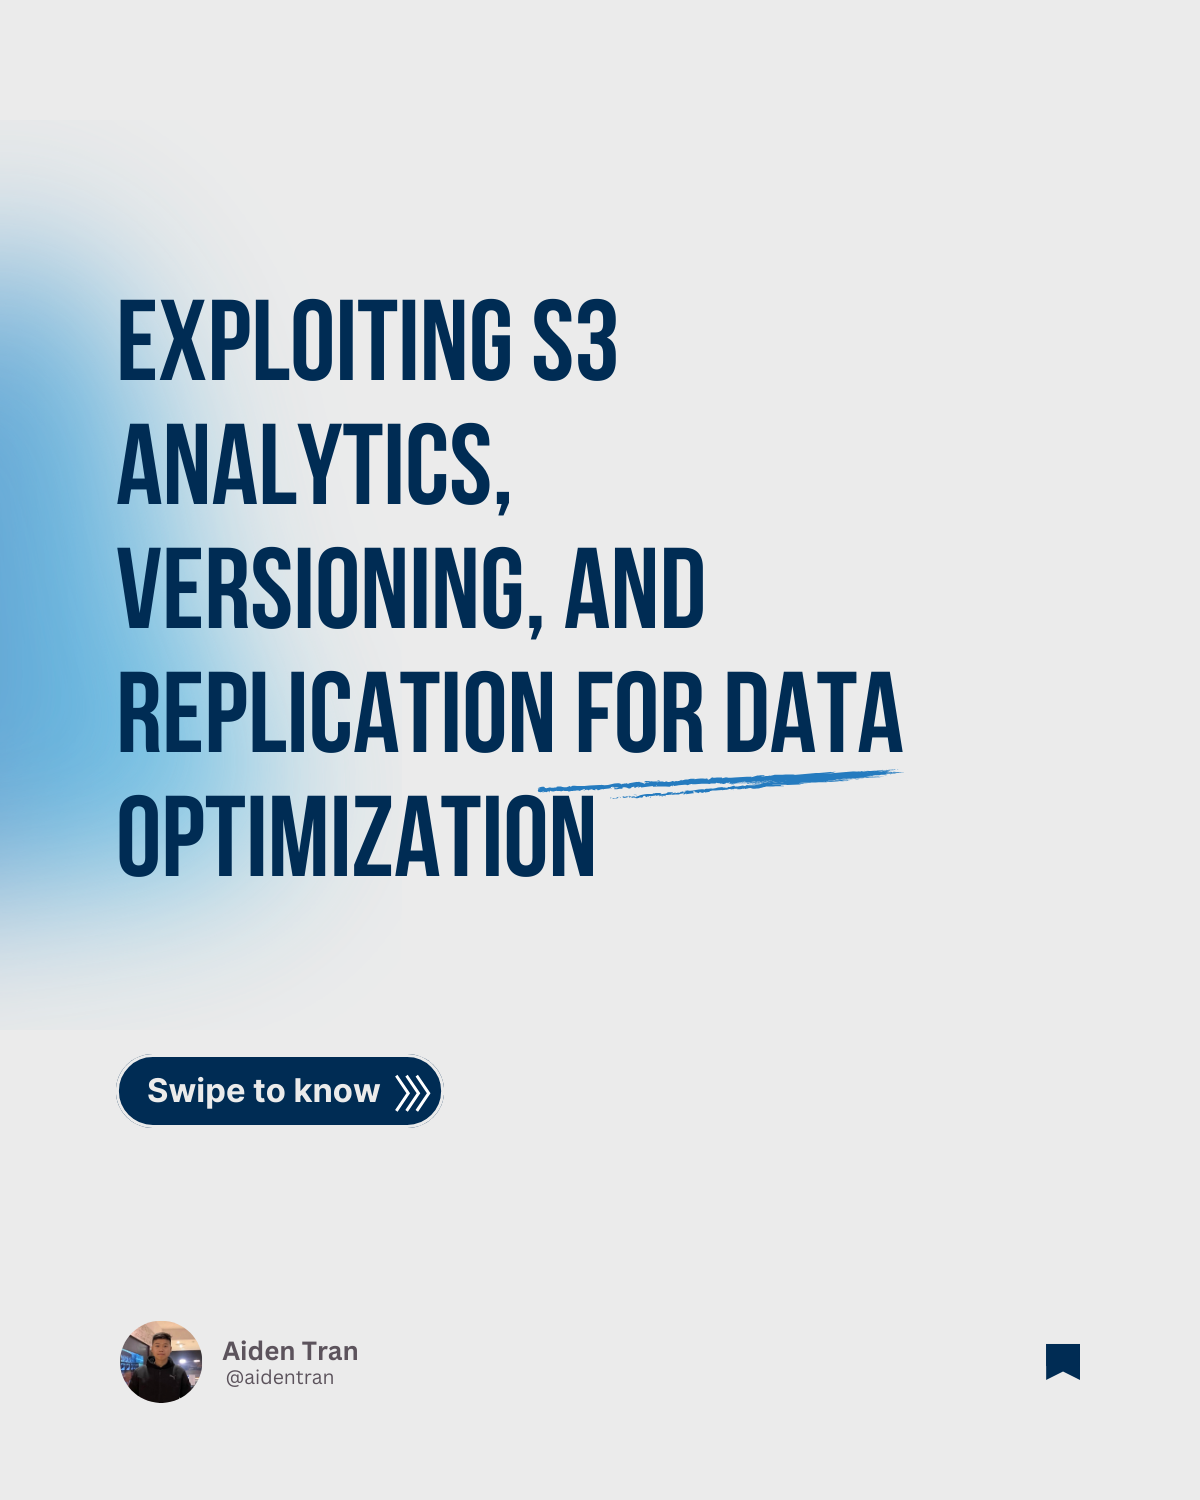 EXPLOITING S3
ANALYTICS,
VERSIONING, AND
REPLICATION FOR DATA
OPTIMIZATION
Swipe to know
Aiden Tran
@aidentran